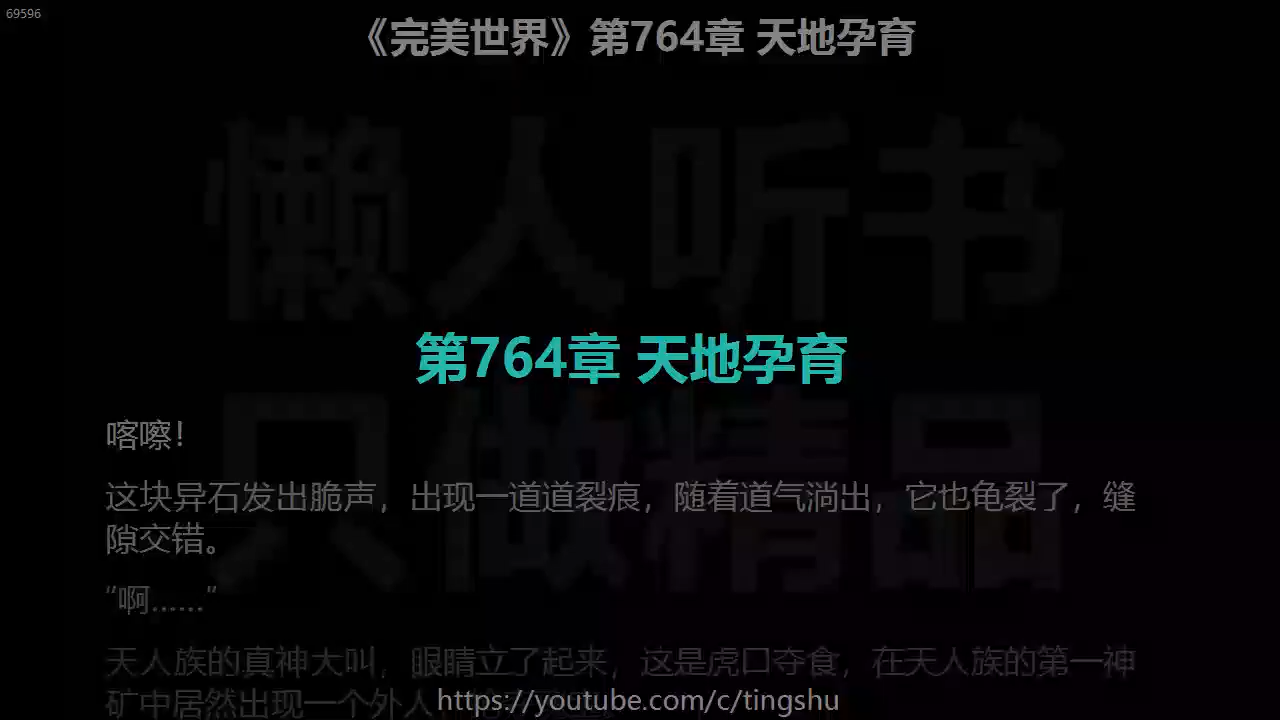 69596
《完美世界》第764章 天地孕育
懒人听书
第764章 天地孕育
只做精品
喀嚓！
这块异石发出脆声，出现一道道裂痕，随着道气淌出，它也龟裂了，缝
隙交错。
“啊……”
天人族的真神大叫，眼睛立了起来，这是虎口夺食，在天人族的第一神
矿中居然出现一个外人，
https://youtube.com/c/tingshu